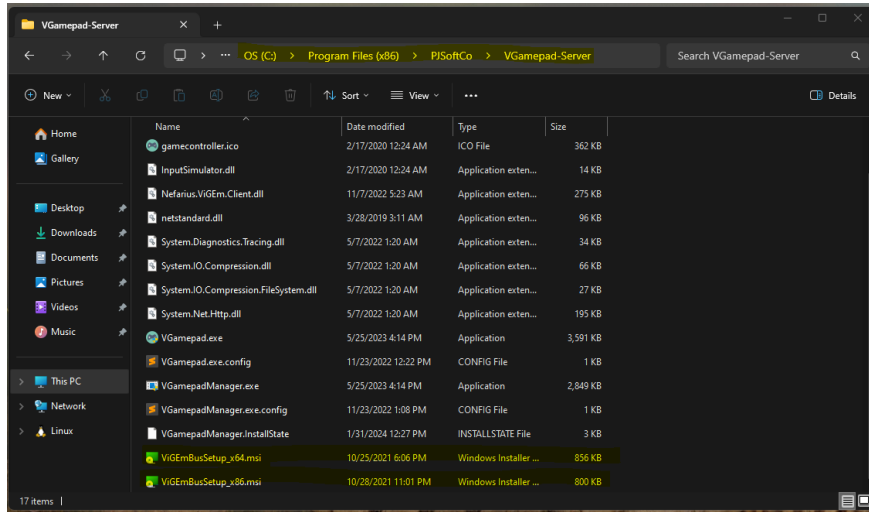 VGamepad-Server
OS (C:) > Program Files (x86) > PJSoftCo > VGamepad-Server
Search VGamepad-Server
New
Sort
View
Details
Home
Gallery
Desktop
Downloads
Documents
Pictures
Videos
Music
This PC
Network
Linux
Name Date modified Type Size
gamecontroller.ico 2/17/2020 12:24 AM ICO File 362 KB
InputSimulator.dll 2/17/2020 12:24 AM Application exten... 14 KB
Nefarius.ViGEm.Client.dll 11/7/2022 5:23 AM Application exten... 275 KB
netstandard.dll 3/28/2019 3:11 AM Application exten... 96 KB
System.Diagnostics.Tracing.dll 5/7/2022 1:20 AM Application exten... 34 KB
System.IO.Compression.dll 5/7/2022 1:20 AM Application exten... 66 KB
System.IO.Compression.FileSystem.dll 5/7/2022 1:20 AM Application exten... 27 KB
System.Net.Http.dll 5/7/2022 1:20 AM Application exten... 195 KB
VGamepad.exe 5/25/2023 4:14 PM Application 3,591 KB
VGamepad.exe.config 11/23/2022 12:22 PM CONFIG File 1 KB
VGamepadManager.exe 5/25/2023 4:14 PM Application 2,849 KB
VGamepadManager.exe.config 11/23/2022 1:08 PM CONFIG File 1 KB
VGamepadManager.InstallState 1/31/2024 12:27 PM INSTALLSTATE File 3 KB
ViGEmBusSetup_x64.msi 10/25/2021 6:06 PM Windows Installer ... 856 KB
ViGEmBusSetup_x86.msi 10/28/2021 11:01 PM Windows Installer ... 800 KB
17 items